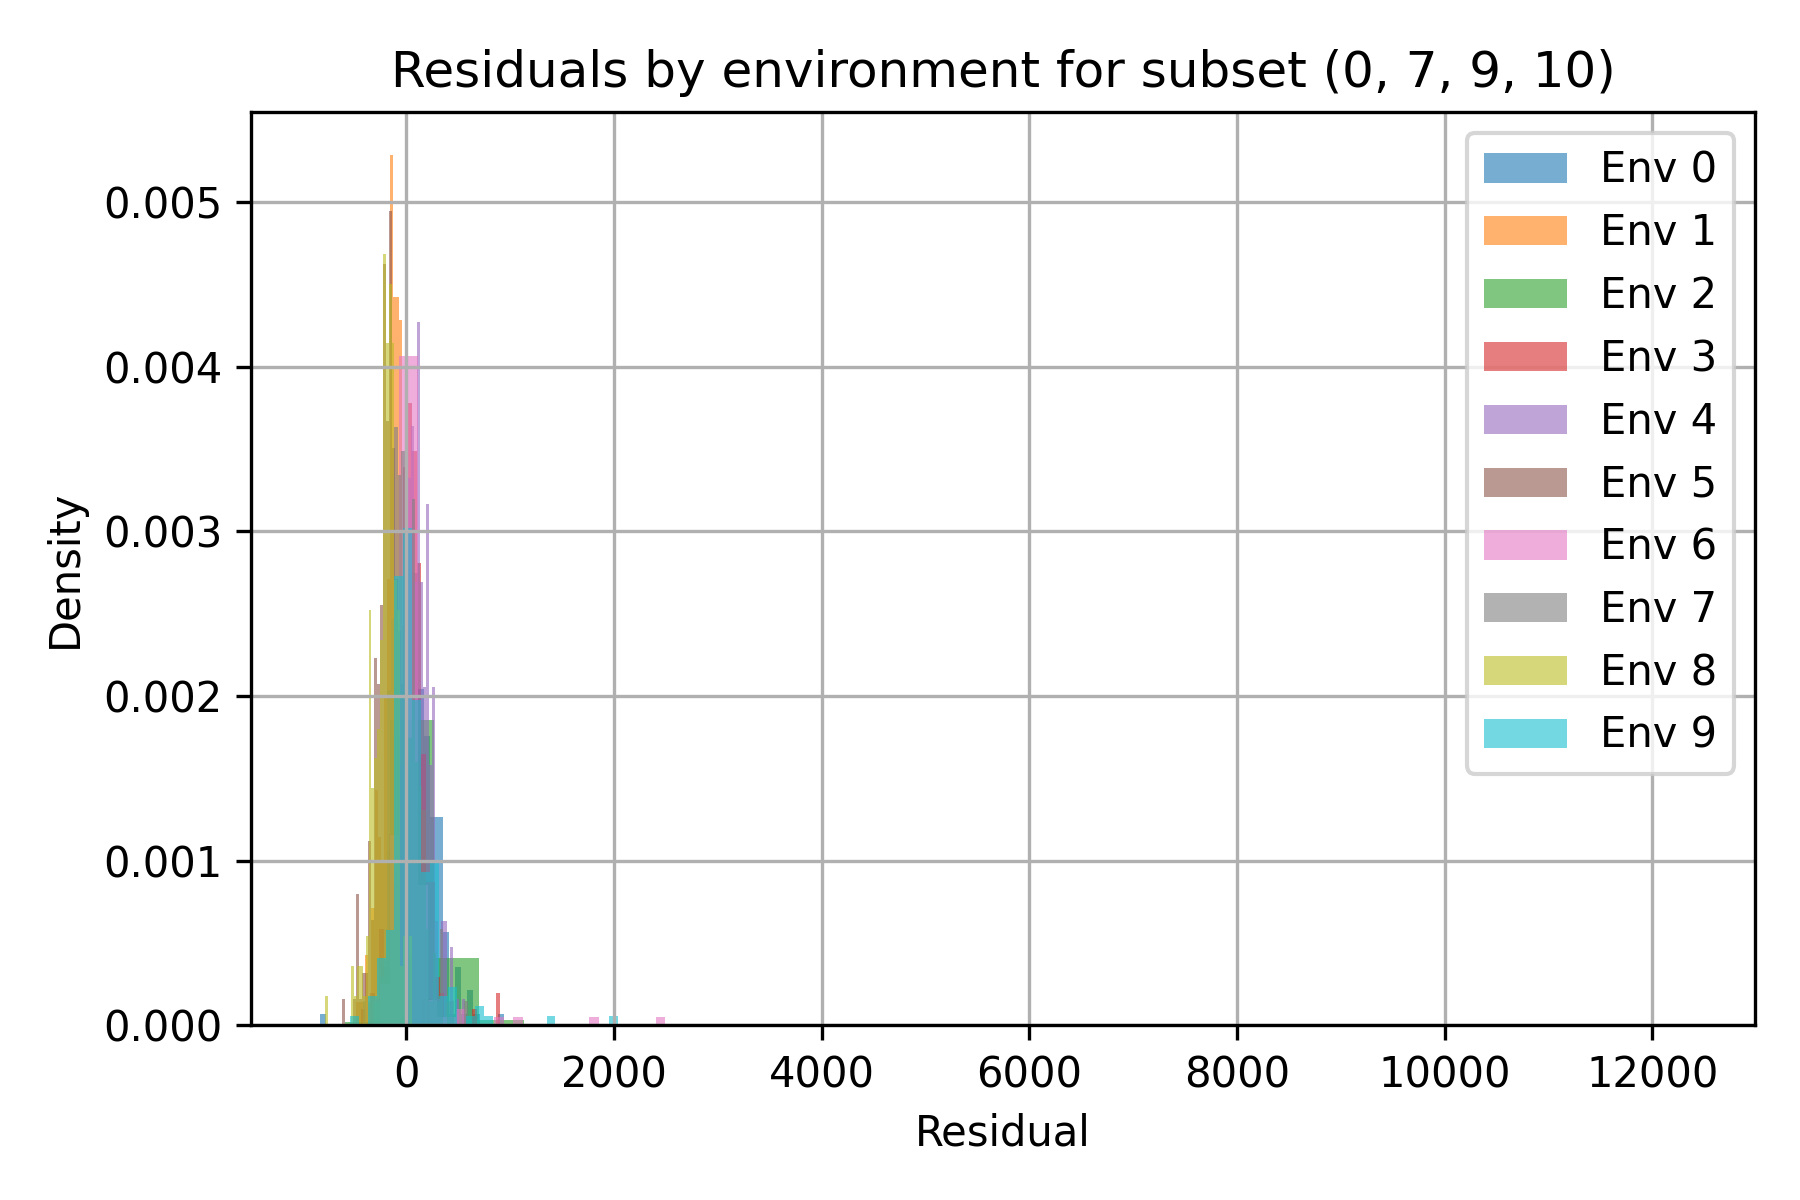 Residuals by environment for subset (0, 7, 9, 10)
Density
0.005
0.004
0.003
0.002
0.001
0.000
0
2000
4000
6000
8000
10000
12000
Residual
Env 0
Env 1
Env 2
Env 3
Env 4
Env 5
Env 6
Env 7
Env 8
Env 9